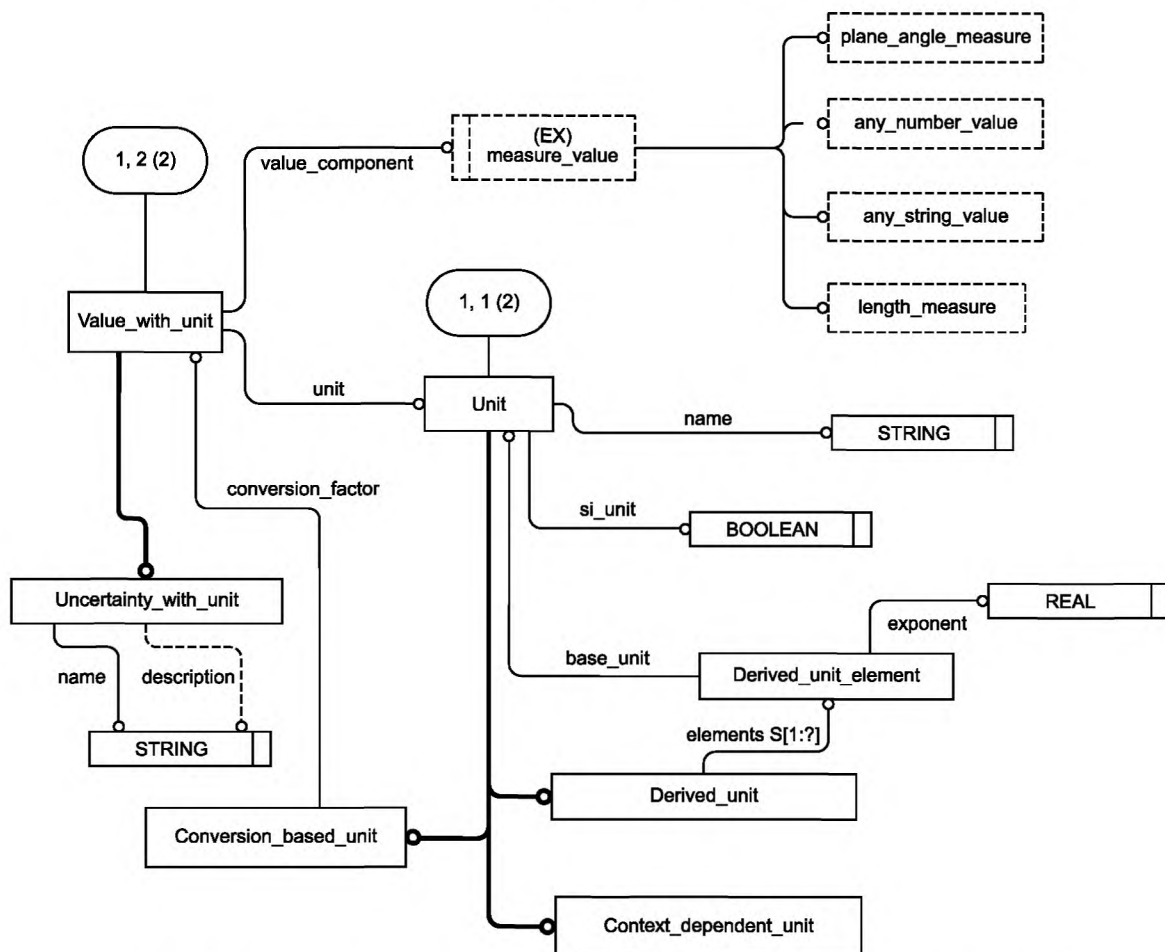 plane_angle_measure
1, 2 (2)
value_component
(EX)
measure_value
any_number_value
any_string_value
1, 1 (2)
length_measure
Value_with_unit
unit
Unit
name
STRING
conversion_factor
si_unit
BOOLEAN
Uncertainty_with_unit
REAL
exponent
name
description
base_unit
Derived_unit_element
STRING
elements S[1:?]
Derived_unit
Conversion_based_unit
Context_dependent_unit